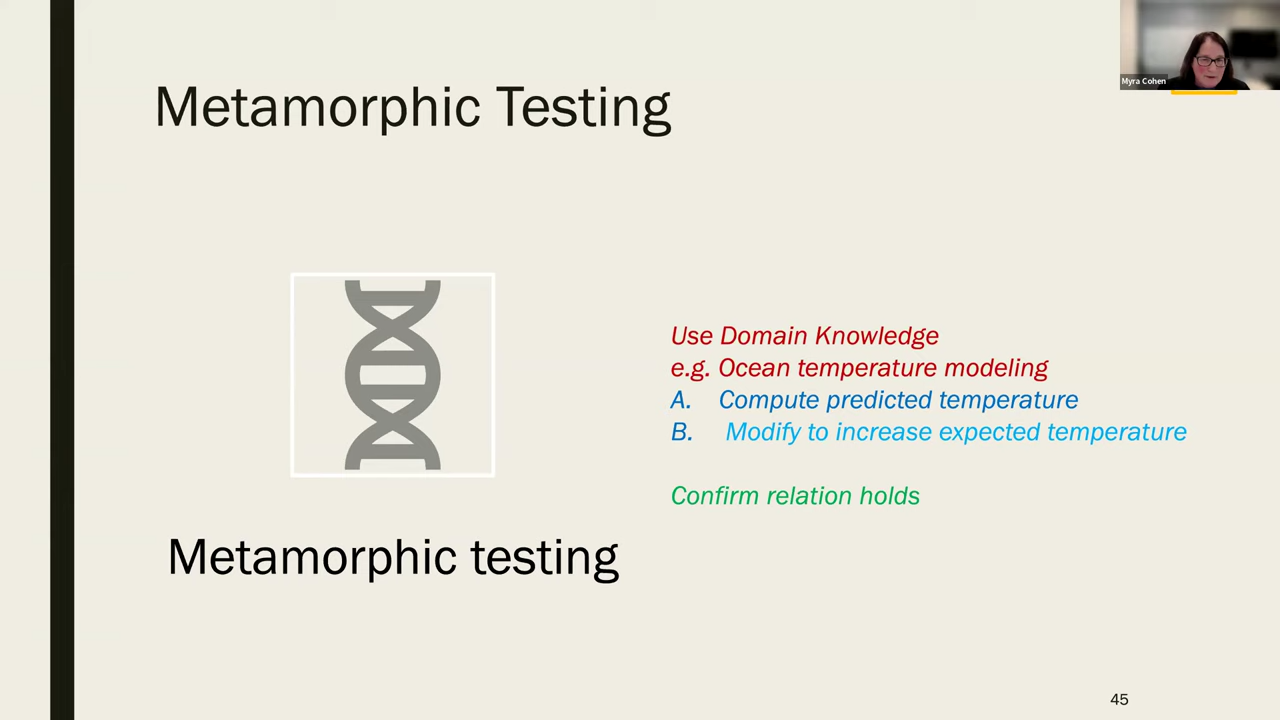 Myra Cohen
Metamorphic Testing
Use Domain Knowledge
e.g. Ocean temperature modeling
A. Compute predicted temperature
B. Modify to increase expected temperature
Confirm relation holds
Metamorphic testing
45